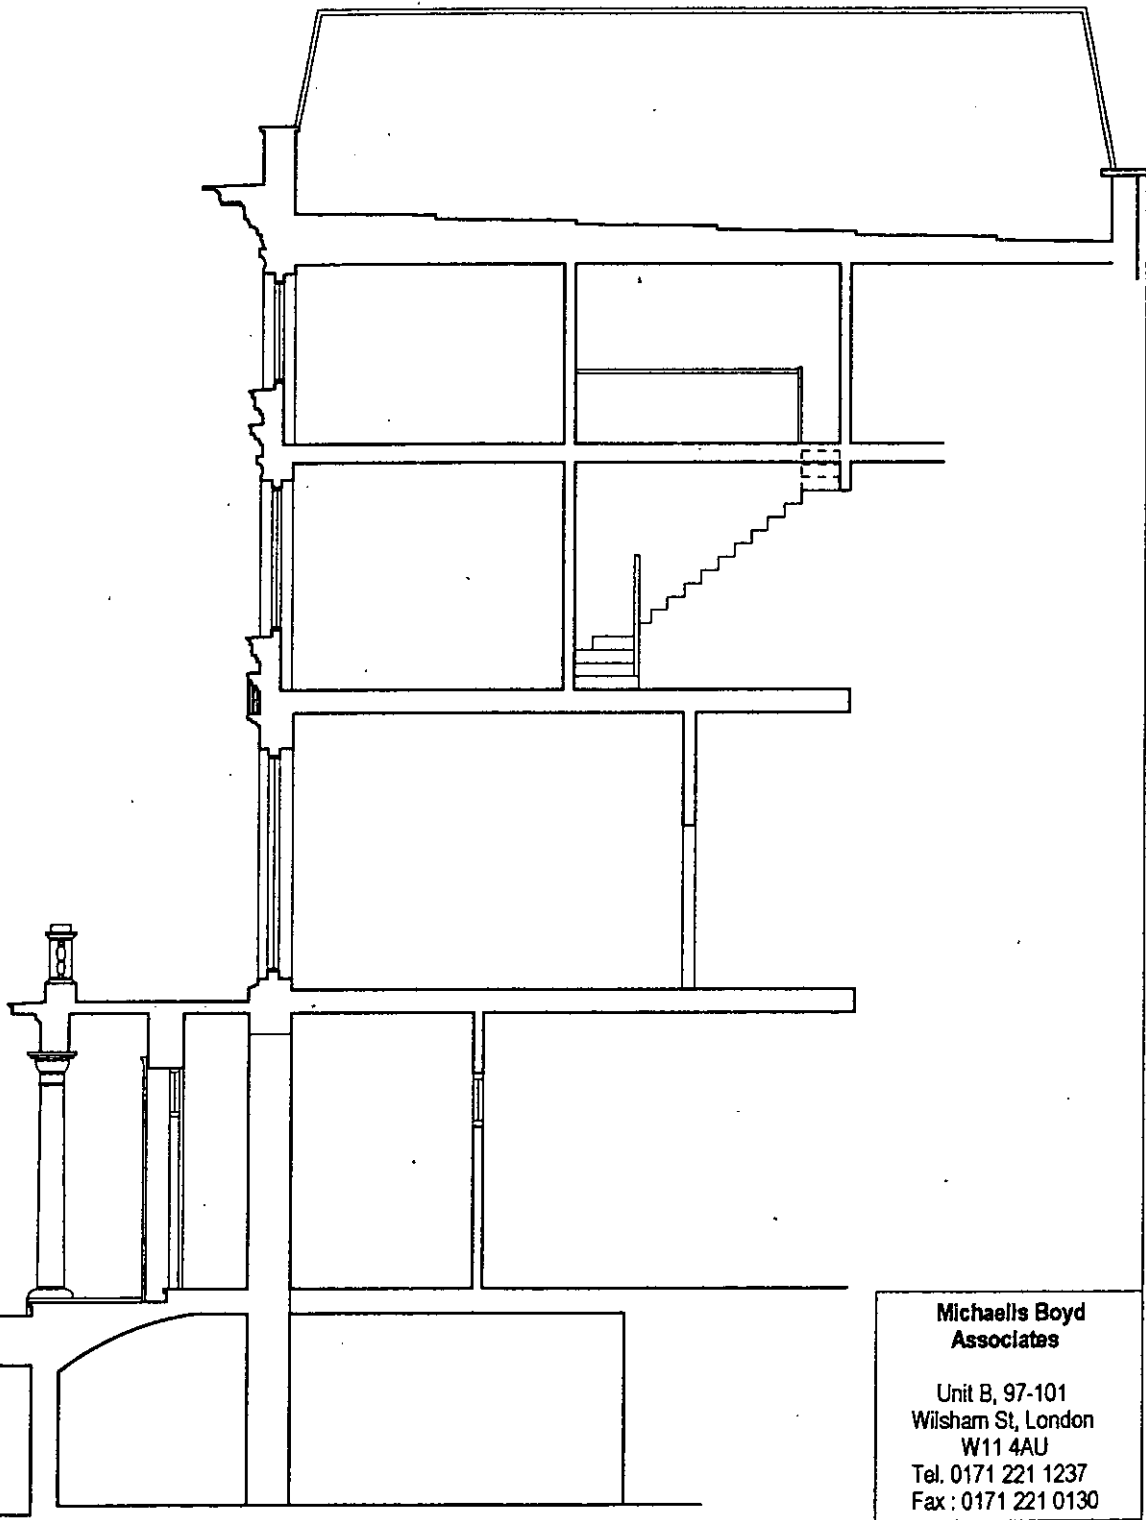 Michaelis Boyd
Associates
Unit B, 97-101
Wilsham St, London
W11 4AU
Tel. 0171 221 1237
Fax : 0171 221 0130